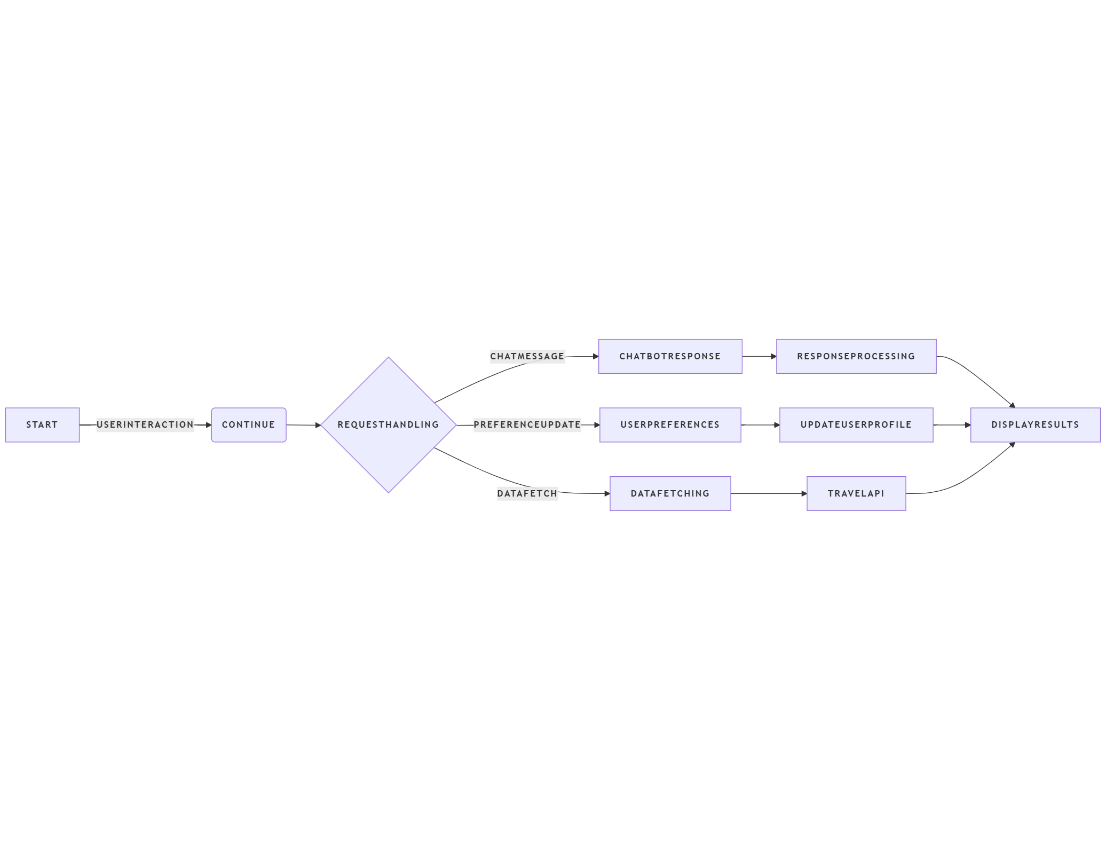 START
USERINTERACTION
CONTINUE
REQUESTHANDLING
CHATMESSAGE
CHATBOTRESPONSE
RESPONSEPROCESSING
PREFERENCEUPDATE
USERPREFERENCES
UPDATEUSERPROFILE
DATAFETCH
DATAFETCHING
TRAVELAPI
DISPLAYRESULTS